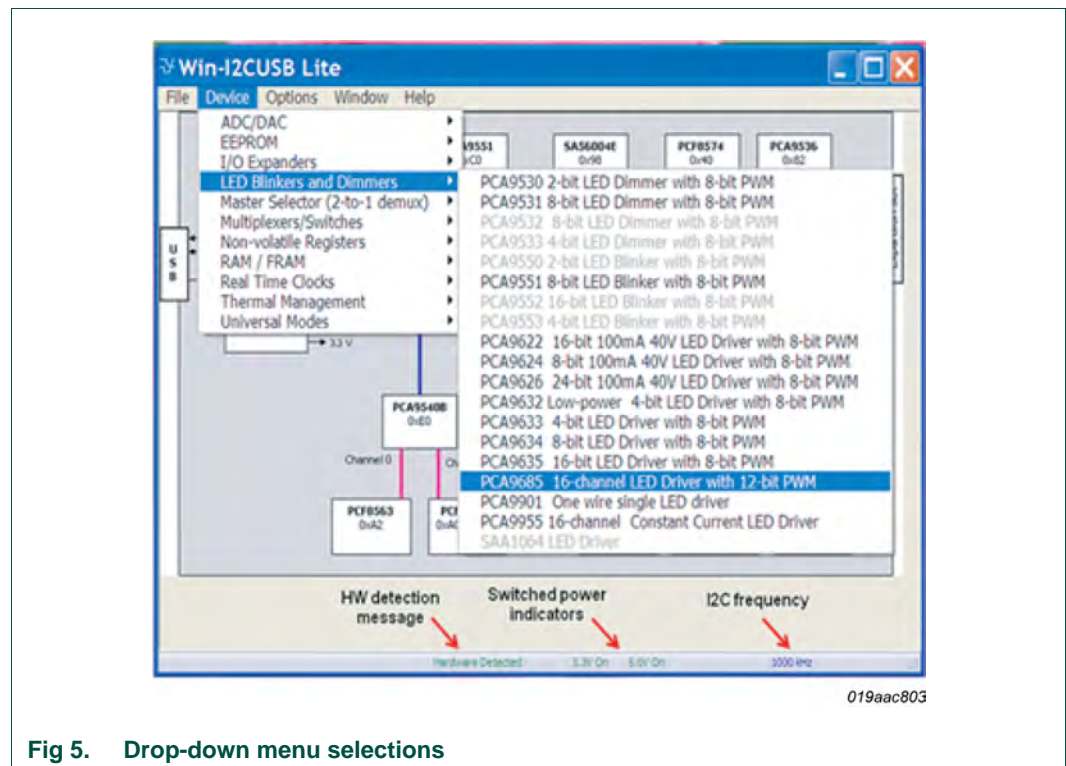 Win-I2CUSB Lite
File Device Options Window Help
ADC/DAC
EEPROM
I/O Expanders
LED Blinkers and Dimmers
Master Selector (2-to-1 demux)
Multiplexers/Switches
Non-volatile Registers
RAM / FRAM
Real Time Clocks
Thermal Management
Universal Modes
SA56004E
0x98
PCF8574
0x40
PCA9536
0x82
PCA9530 2-bit LED Dimmer with 8-bit PWM
PCA9531 8-bit LED Dimmer with 8-bit PWM
PCA9532 8-bit LED Dimmer with 8-bit PWM
PCA9533 4-bit LED Dimmer with 8-bit PWM
PCA9550 2-bit LED Blinker with 8-bit PWM
PCA9551 8-bit LED Blinker with 8-bit PWM
PCA9552 16-bit LED Blinker with 8-bit PWM
PCA9553 4-bit LED Blinker with 8-bit PWM
PCA9622 16-bit 100mA 40V LED Driver with 8-bit PWM
PCA9624 8-bit 100mA 40V LED Driver with 8-bit PWM
PCA9626 24-bit 100mA 40V LED Driver with 8-bit PWM
PCA9632 Low-power 4-bit LED Driver with 8-bit PWM
PCA9633 4-bit LED Driver with 8-bit PWM
PCA9634 8-bit LED Driver with 8-bit PWM
PCA9635 16-bit LED Driver with 8-bit PWM
PCA9685 16-channel LED Driver with 12-bit PWM
PCA9901 One wire single LED driver
PCA9955 16-channel Constant Current LED Driver
SAA1064 LED Driver
USB
3.3 V
PCA9540B
0xE0
Channel 0
PCF8563
0xA2
HW detection
message
Switched power
indicators
I2C frequency
Hardware Detected 3.3V On 5.0V On 1000 kHz
019aac803
Fig 5. Drop-down menu selections